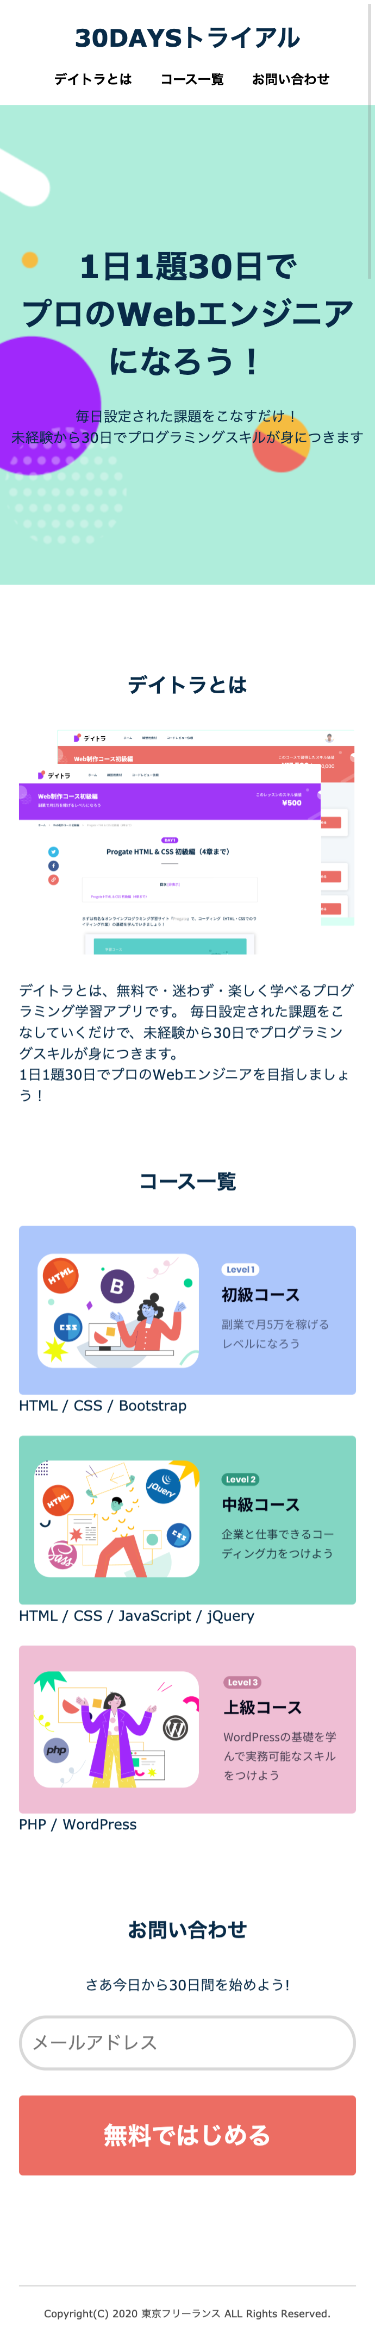 30DAYSトライアル
デイトラとは コース一覧 お問い合わせ
1日1題30日で
プロのWebエンジニア
になろう！
毎日設定された課題をこなすだけ！
未経験から30日でプログラミングスキルが身につきます
デイトラとは
デイトラ
デイトラ
Web制作コース初級編
Web制作コース初級編
¥500
DAY1
Progate HTML & CSS 初級編（4章まで）
デイトラとは、無料で・迷わず・楽しく学べるプログ
ラミング学習アプリです。 毎日設定された課題をこ
なしていくだけで、未経験から30日でプログラミン
グスキルが身につきます。
1日1題30日でプロのWebエンジニアを目指しましょ
う！
コース一覧
HTML
B
CSS
Level 1
初級コース
副業で月5万を稼げる
レベルになろう
HTML / CSS / Bootstrap
HTML
jQuery
CSS
Sass
Level 2
中級コース
企業と仕事できるコー
ディング力をつけよう
HTML / CSS / JavaScript / jQuery
php
W
Level 3
上級コース
WordPressの基礎を学
んで実務可能なスキル
をつけよう
PHP / WordPress
お問い合わせ
さあ今日から30日間を始めよう!
メールアドレス
無料ではじめる
Copyright(C) 2020 東京フリーランス ALL Rights Reserved.